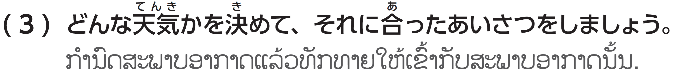 (3) どんな天気かを決めて、それに合ったあいさつをしましょう。
ກຳນົດສະພາບອາກາດແລ້ວທັກທາຍໃຫ້ເຂົ້າກັບສະພາບອາກາດນັ້ນ.